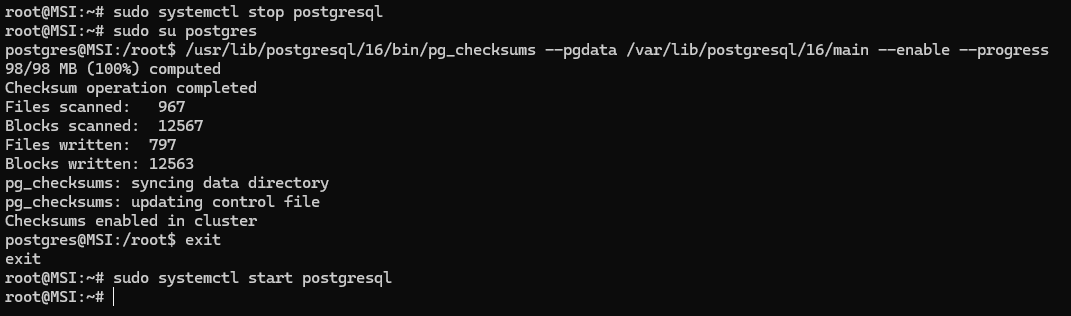 root@MSI:~# sudo systemctl stop postgresql
root@MSI:~# sudo su postgres
postgres@MSI:/root$ /usr/lib/postgresql/16/bin/pg_checksums --pgdata /var/lib/postgresql/16/main --enable --progress
98/98 MB (100%) computed
Checksum operation completed
Files scanned:   967
Blocks scanned:  12567
Files written:  797
Blocks written: 12563
pg_checksums: syncing data directory
pg_checksums: updating control file
Checksums enabled in cluster
postgres@MSI:/root$ exit
exit
root@MSI:~# sudo systemctl start postgresql
root@MSI:~#